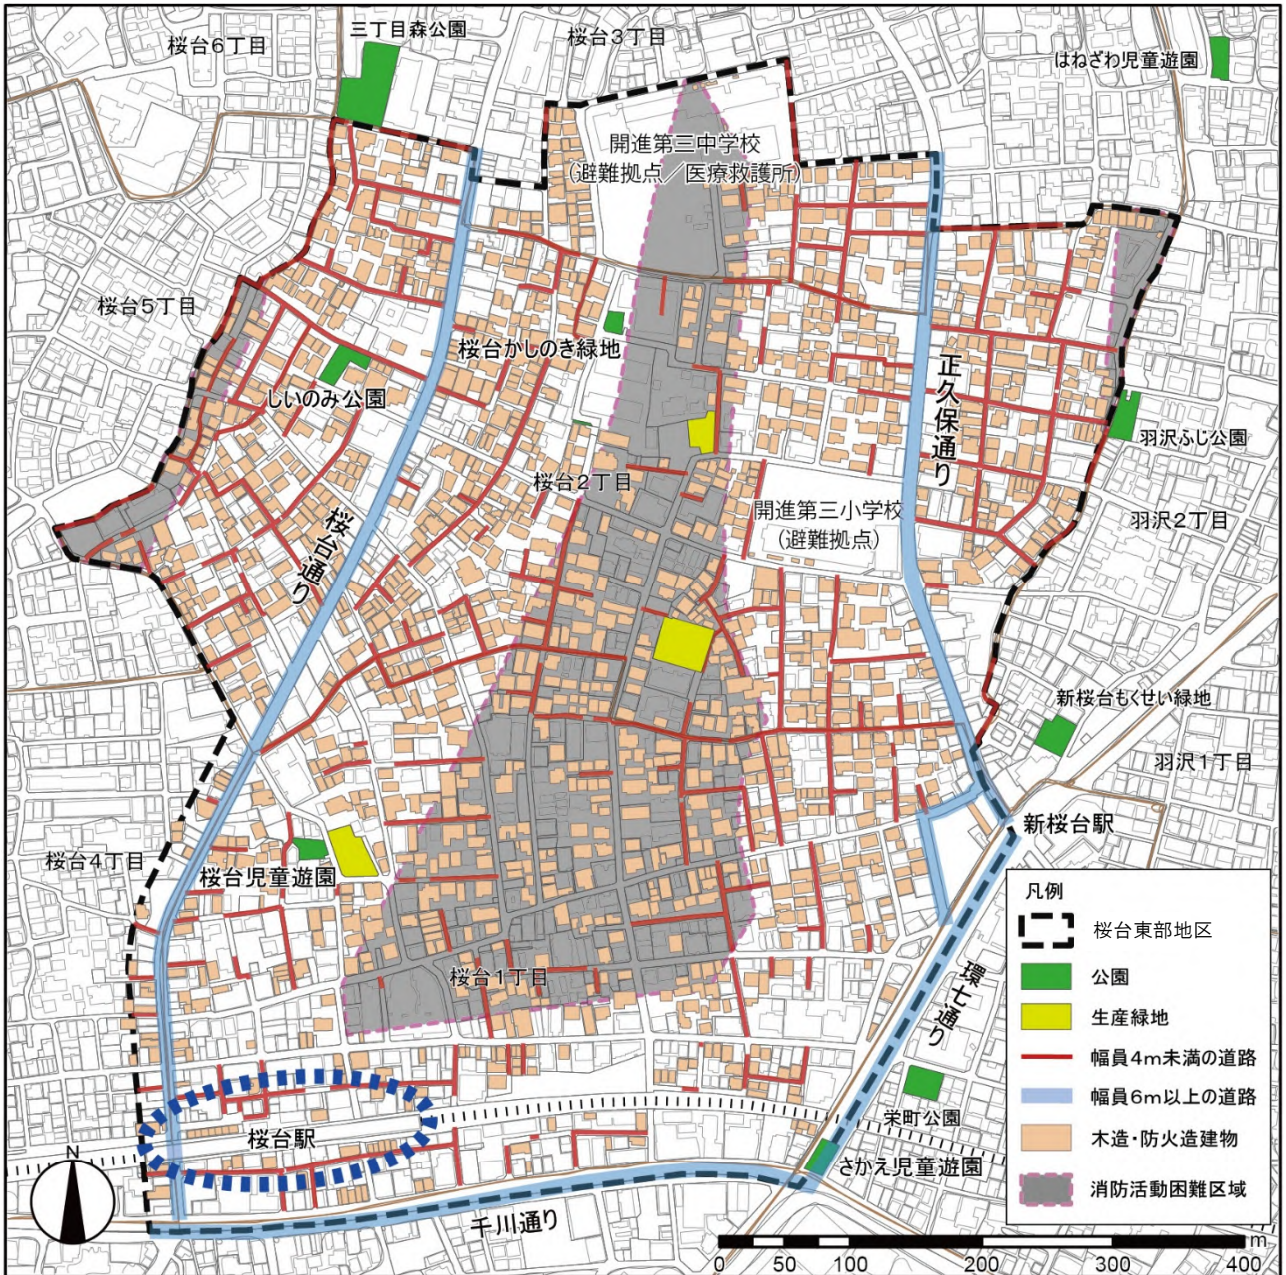 三丁目森公園
桜台3丁目
桜台6丁目
はねざわ児童遊園
開進第三中学校
(避難拠点／医療救護所)
桜台5丁目
桜台かしのき緑地
正久保通り
しいのみ公園
羽沢ふじ公園
桜台2丁目
開進第三小学校
(避難拠点)
羽沢2丁目
桜台通り
新桜台もくせい緑地
羽沢1丁目
新桜台駅
桜台4丁目
桜台児童遊園
桜台1丁目
環七通り
栄町公園
桜台駅
さかえ児童遊園
千川通り
凡例
桜台東部地区
公園
生産緑地
幅員4m未満の道路
幅員6m以上の道路
木造・防火造建物
消防活動困難区域
N
m
0 50 100 200 300 400